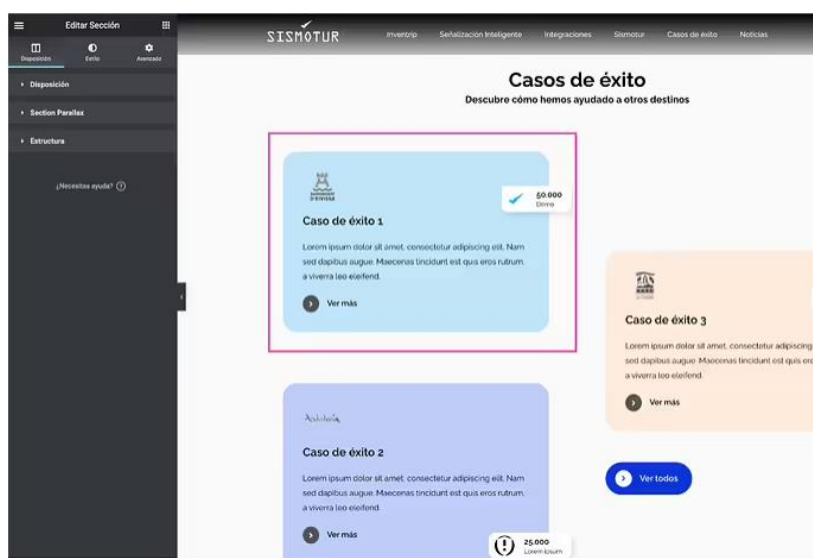 Editar Sección
Disposición
Estilo
Avanzado
Disposición
Section Parallax
Estructura
¿Necesitas ayuda?
SISMOTUR
Inventrip
Señalización Inteligente
Integraciones
Sismotur
Casos de éxito
Noticias
Casos de éxito
Descubre cómo hemos ayudado a otros destinos
50.000
Demo
Caso de éxito 1
Lorem ipsum dolor sit amet, consectetur adipiscing elit. Nam
sed dapibus augue. Maecenas tincidunt est quis eros rutrum,
a viverra leo eleifend.
Ver más
Andalucía
Caso de éxito 2
Lorem ipsum dolor sit amet, consectetur adipiscing elit. Nam
sed dapibus augue. Maecenas tincidunt est quis eros rutrum,
a viverra leo eleifend.
Ver más
25.000
Lorem ipsum
Caso de éxito 3
Lorem ipsum dolor sit amet, consectetur adipiscing
sed dapibus augue. Maecenas tincidunt est quis
a viverra leo eleifend.
Ver más
Ver todos